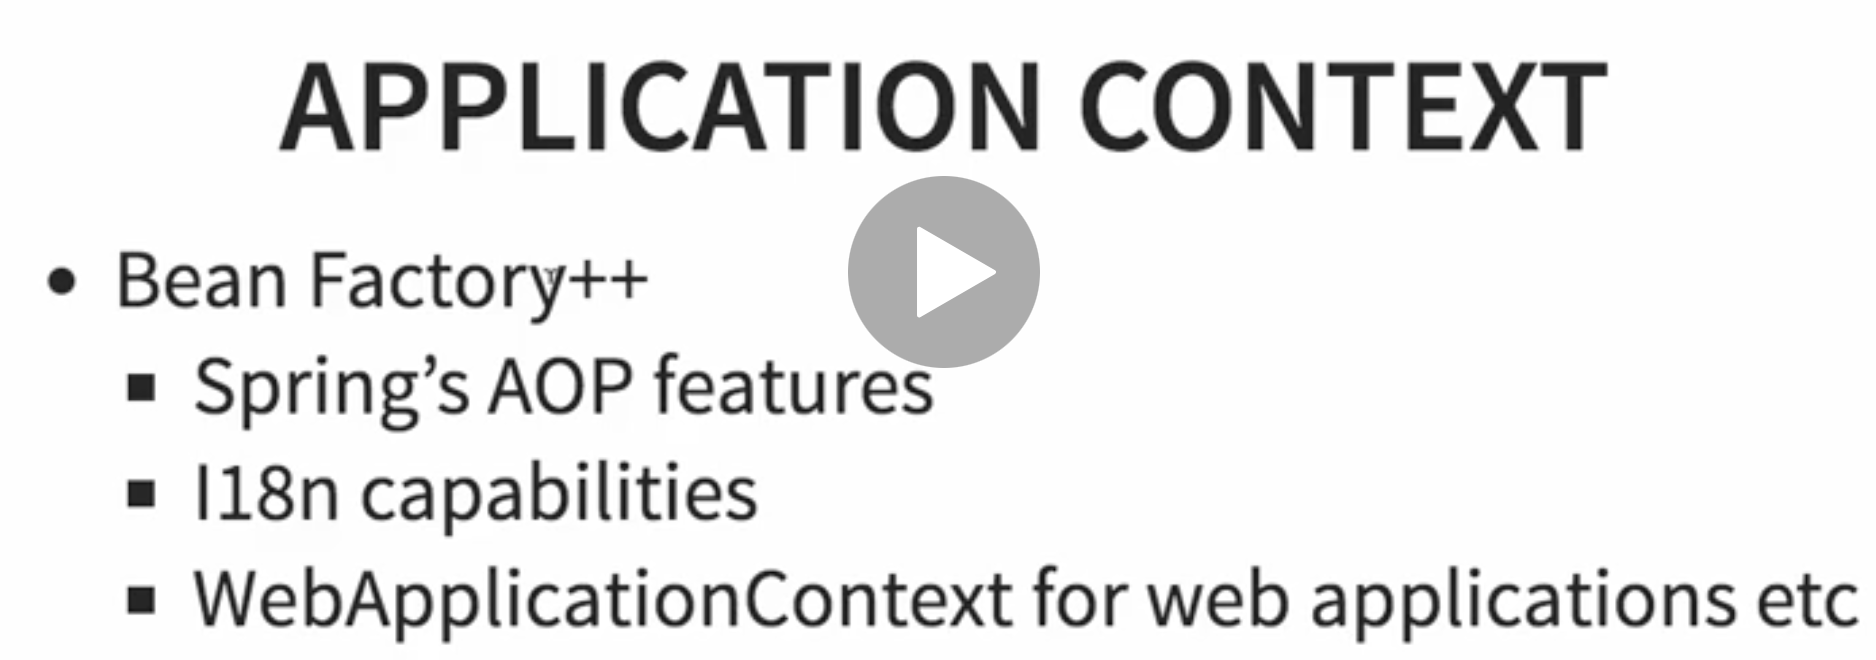 APPLICATION CONTEXT
Bean Factory++
Spring’s AOP features
I18n capabilities
WebApplicationContext for web applications etc